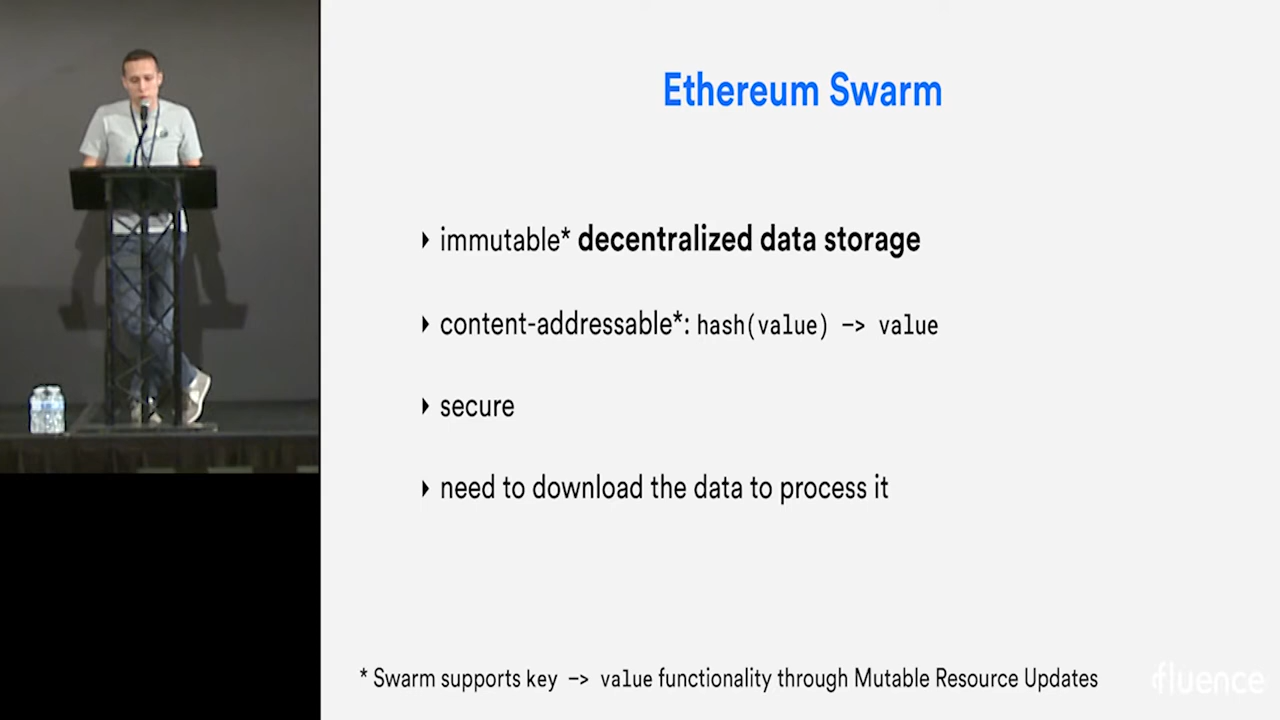 Ethereum Swarm
immutable* decentralized data storage
content-addressable*: hash(value) —> value
secure
need to download the data to process it
* Swarm supports key —> value functionality through Mutable Resource Updates
fluence